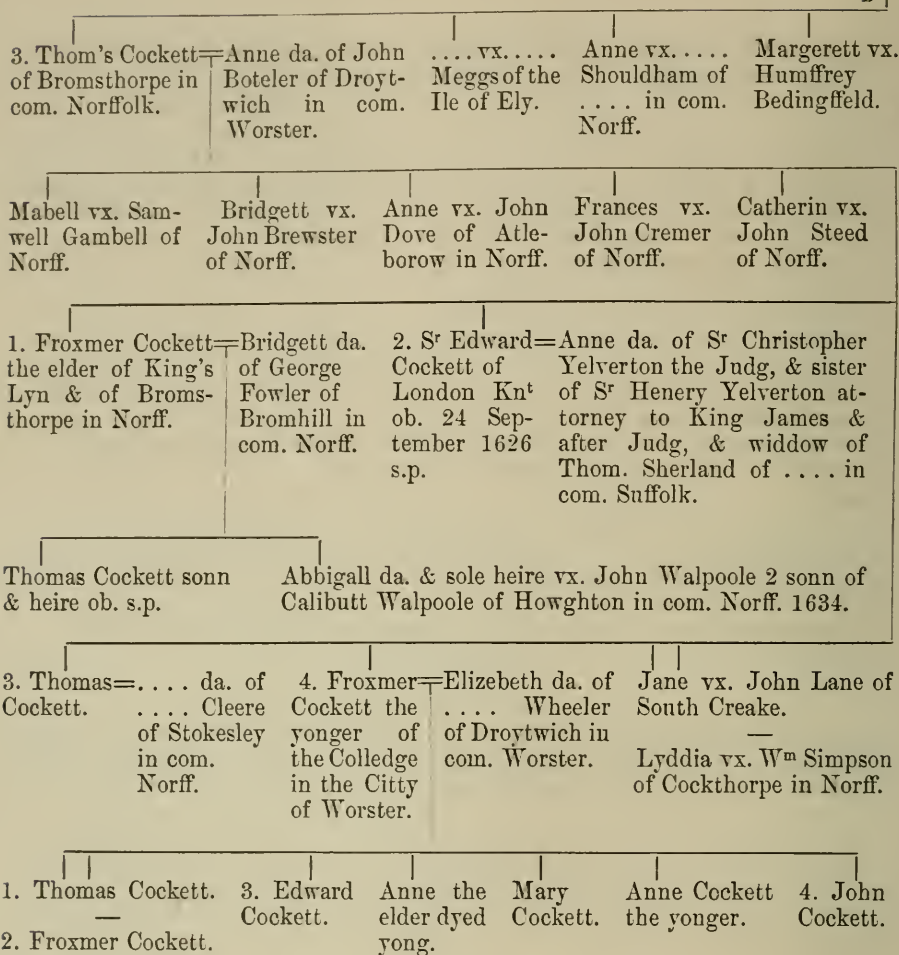 3. Thom's Cockett=Anne da. of John
of Bromsthorpe in Boteler of Droyt-
com. Norffolk. wich in com.
Worster.
.... vx.....
Meggs of the
Ile of Ely.
Anne vx.....
Shouldham of
.... in com.
Norff.
Margerett vx.
Humffrey
Bedingffeld.
Mabell vx. Sam-
well Gambell of
Norff.
Bridgett vx.
John Brewster
of Norff.
Anne vx. John
Dove of Atle-
borow in Norff.
Frances vx.
John Cremer
of Norff.
Catherin vx.
John Steed
of Norff.
1. Froxmer Cockett=Bridgett da.
the elder of King's of George
Lyn & of Broms- Fowler of
thorpe in Norff. Bromhill in
com. Norff.
2. Sr Edward=Anne da. of Sr Christopher
Cockett of Yelverton the Judg, & sister
London Knt of Sr Henery Yelverton at-
ob. 24 Sep- torney to King James &
tember 1626 after Judg, & widdow of
s.p. Thom. Sherland of .... in
com. Suffolk.
Thomas Cockett sonn
& heire ob. s.p.
Abbigall da. & sole heire vx. John Walpoole 2 sonn of
Calibutt Walpoole of Howghton in com. Norff. 1634.
3. Thomas=.... da. of
Cockett. .... Cleere
of Stokesley
in com.
Norff.
4. Froxmer=Elizebeth da. of
Cockett the .... Wheeler
yonger of of Droytwich in
the Colledge com. Worster.
in the Citty
of Worster.
Jane vx. John Lane of
South Creake.
—
Lyddia vx. Wm Simpson
of Cockthorpe in Norff.
1. Thomas Cockett.
—
2. Froxmer Cockett.
3. Edward
Cockett.
Anne the
elder dyed
yong.
Mary
Cockett.
Anne Cockett
the yonger.
4. John
Cockett.